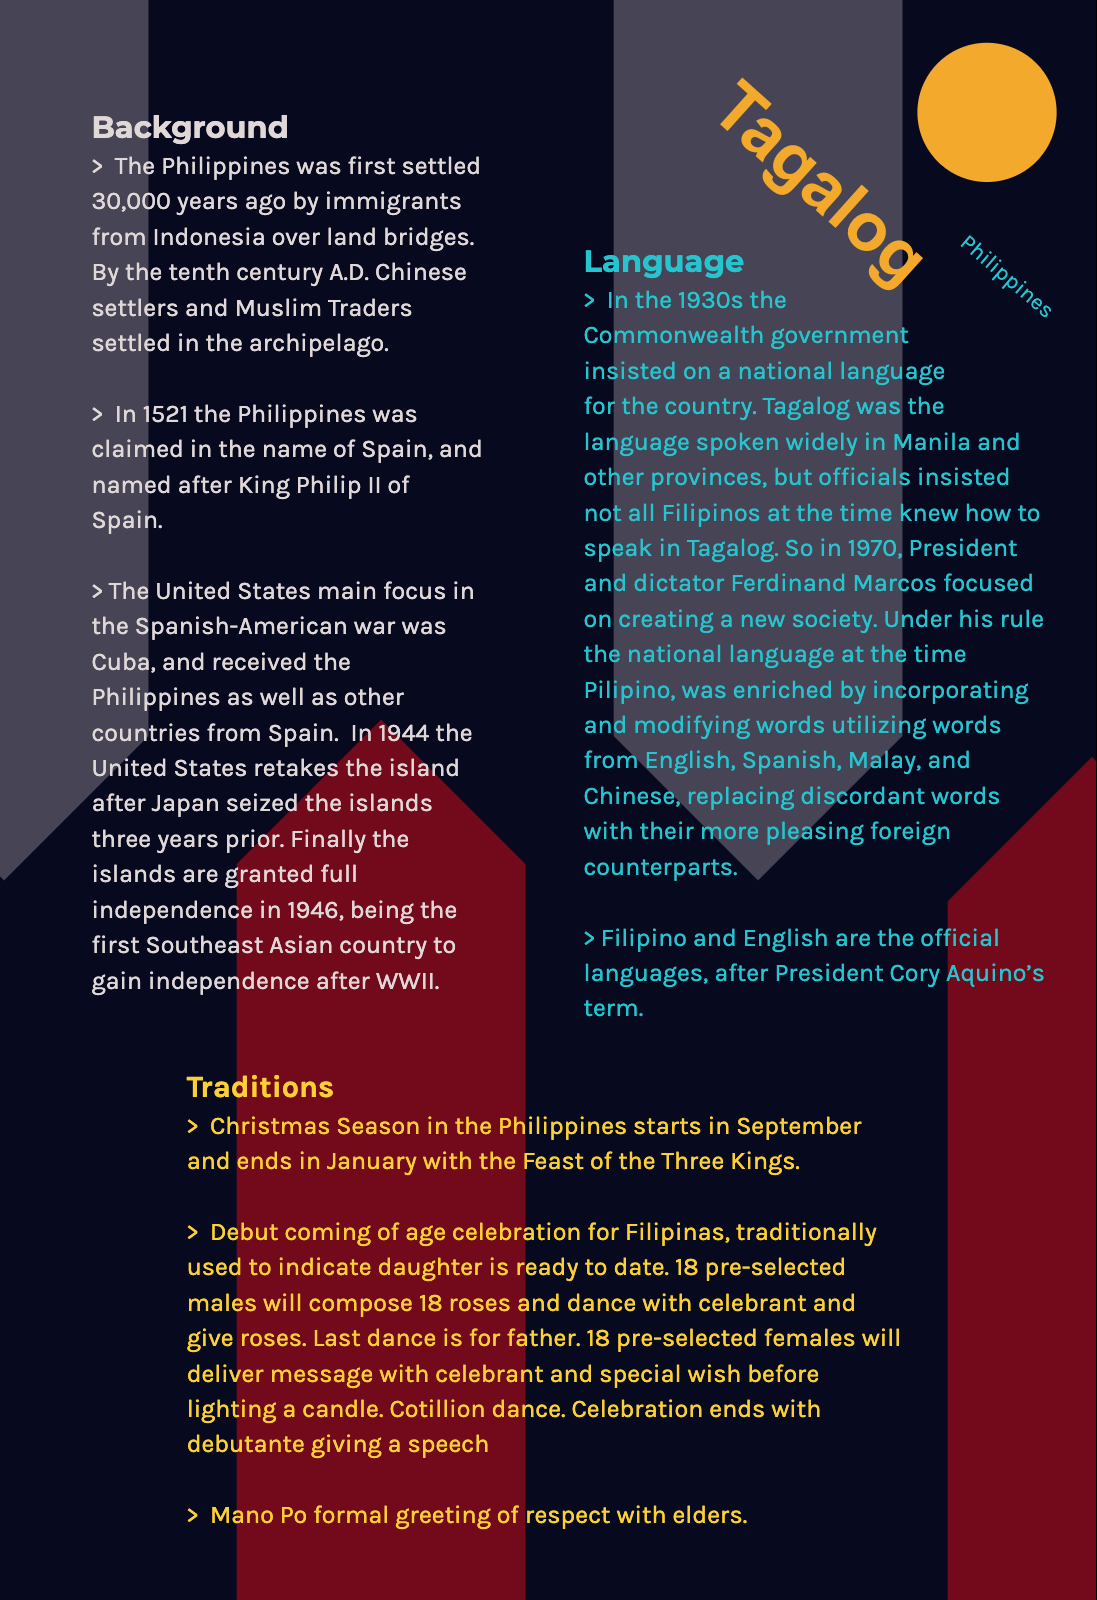 Tagalog
Philippines
Background
> The Philippines was first settled
30,000 years ago by immigrants
from Indonesia over land bridges.
By the tenth century A.D. Chinese
settlers and Muslim Traders
settled in the archipelago.
> In 1521 the Philippines was
claimed in the name of Spain, and
named after King Philip II of
Spain.
> The United States main focus in
the Spanish-American war was
Cuba, and received the
Philippines as well as other
countries from Spain. In 1944 the
United States retakes the island
after Japan seized the islands
three years prior. Finally the
islands are granted full
independence in 1946, being the
first Southeast Asian country to
gain independence after WWII.
Language
> In the 1930s the
Commonwealth government
insisted on a national language
for the country. Tagalog was the
language spoken widely in Manila and
other provinces, but officials insisted
not all Filipinos at the time knew how to
speak in Tagalog. So in 1970, President
and dictator Ferdinand Marcos focused
on creating a new society. Under his rule
the national language at the time
Pilipino, was enriched by incorporating
and modifying words utilizing words
from English, Spanish, Malay, and
Chinese, replacing discordant words
with their more pleasing foreign
counterparts.
> Filipino and English are the official
languages, after President Cory Aquino’s
term.
Traditions
> Christmas Season in the Philippines starts in September
and ends in January with the Feast of the Three Kings.
> Debut coming of age celebration for Filipinas, traditionally
used to indicate daughter is ready to date. 18 pre-selected
males will compose 18 roses and dance with celebrant and
give roses. Last dance is for father. 18 pre-selected females will
deliver message with celebrant and special wish before
lighting a candle. Cotillion dance. Celebration ends with
debutante giving a speech
> Mano Po formal greeting of respect with elders.